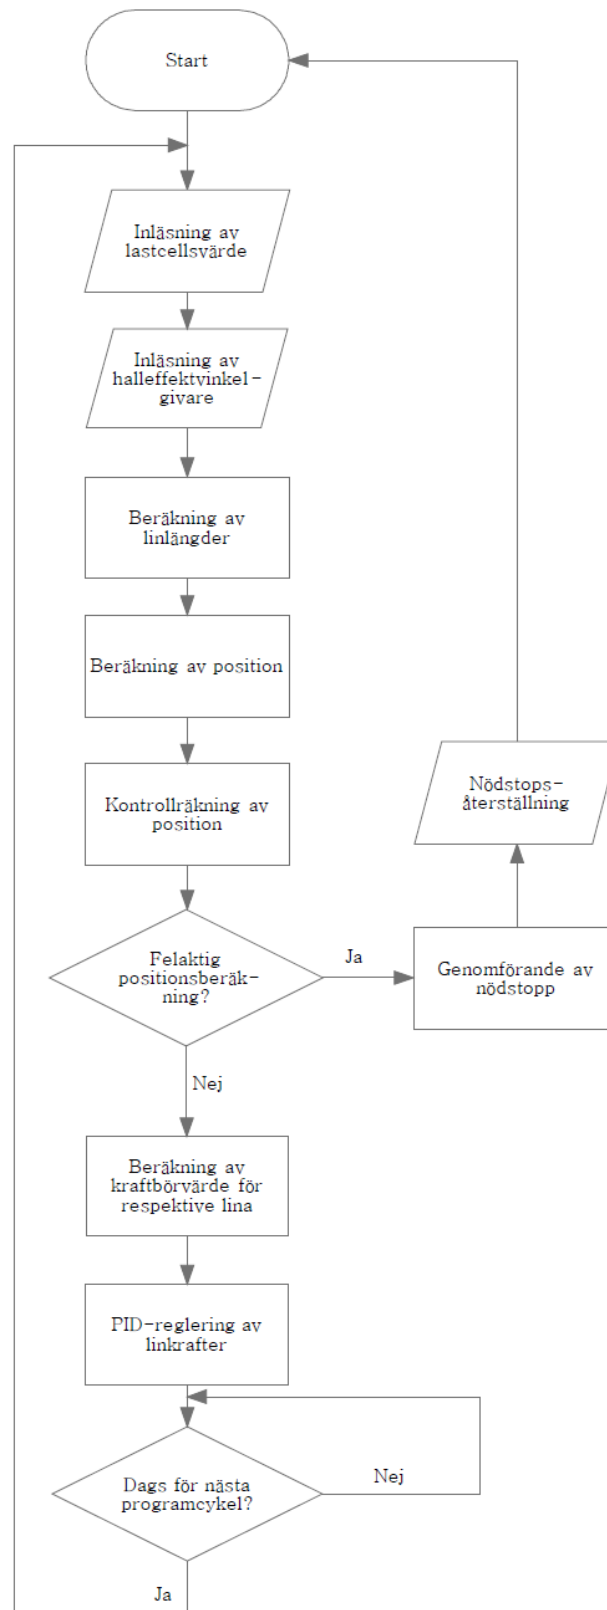 Start
Inläsning av
lastcellsvärde
Inläsning av
halleffektvinkel-
givare
Beräkning av
linlängder
Beräkning av position
Kontrollräkning av
position
Nödstops-
återställning
Felaktig
positionsberäk-
ning?
Ja
Genomförande av
nödstopp
Nej
Beräkning av
kraftbörvärde för
respektive lina
PID-reglering av
linkrafter
Dags för nästa
programcykel?
Nej
Ja